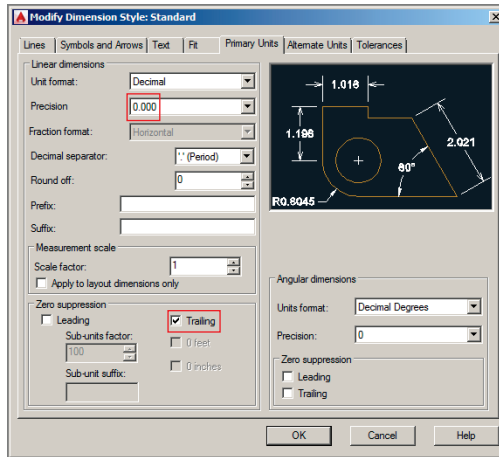 Modify Dimension Style: Standard
Lines Symbols and Arrows Text Fit Primary Units Alternate Units Tolerances
Linear dimensions
Unit format: Decimal
Precision 0.000
Fraction format: Horizontal
Decimal separator: '.' (Period)
Round off: 0
Prefix:
Suffix:
Measurement scale
Scale factor: 1
Apply to layout dimensions only
Zero suppression
Leading Trailing
Sub-units factor: 0 feet
100
0 inches
Sub-unit suffix:
1.016
1.196
2.021
60°
R0.8045
Angular dimensions
Units format: Decimal Degrees
Precision: 0
Zero suppression
Leading
Trailing
OK Cancel Help